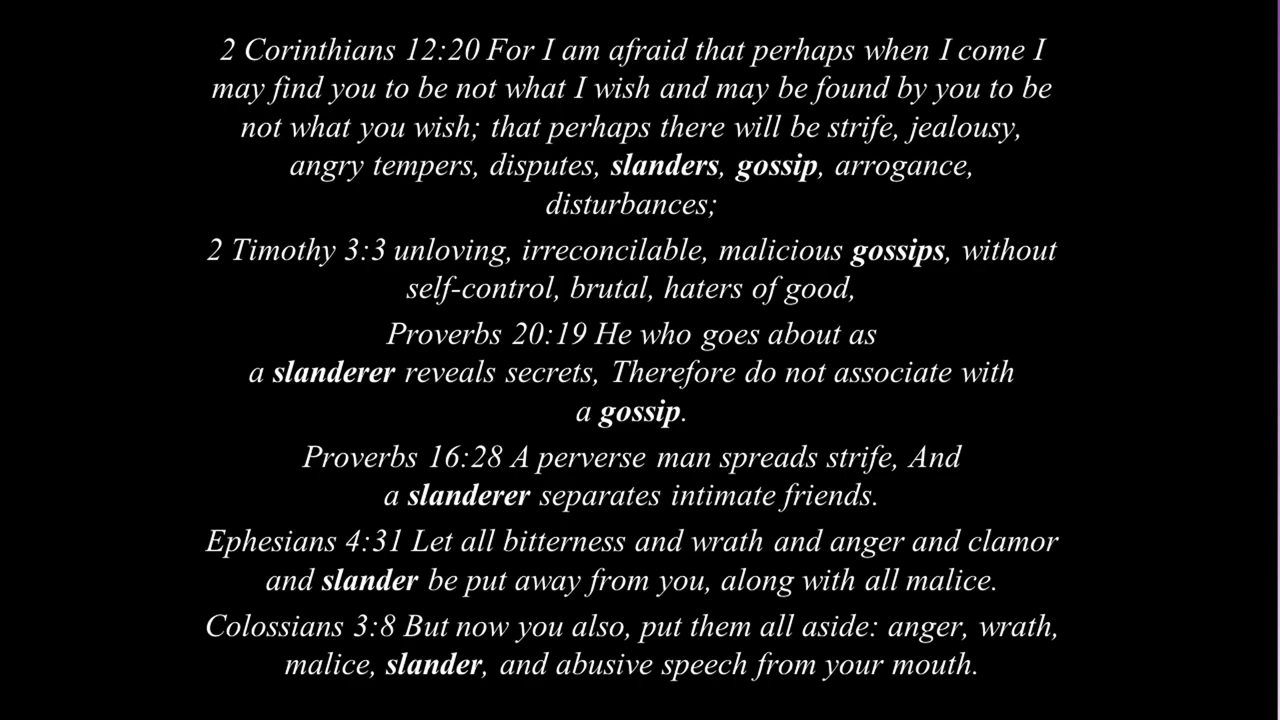 2 Corinthians 12:20 For I am afraid that perhaps when I come I
may find you to be not what I wish and may be found by you to be
not what you wish; that perhaps there will be strife, jealousy,
angry tempers, disputes, slanders, gossip, arrogance,
disturbances;
2 Timothy 3:3 unloving, irreconcilable, malicious gossips, without
self-control, brutal, haters of good,
Proverbs 20:19 He who goes about as
a slanderer reveals secrets, Therefore do not associate with
a gossip.
Proverbs 16:28 A perverse man spreads strife, And
a slanderer separates intimate friends.
Ephesians 4:31 Let all bitterness and wrath and anger and clamor
and slander be put away from you, along with all malice.
Colossians 3:8 But now you also, put them all aside: anger, wrath,
malice, slander, and abusive speech from your mouth.